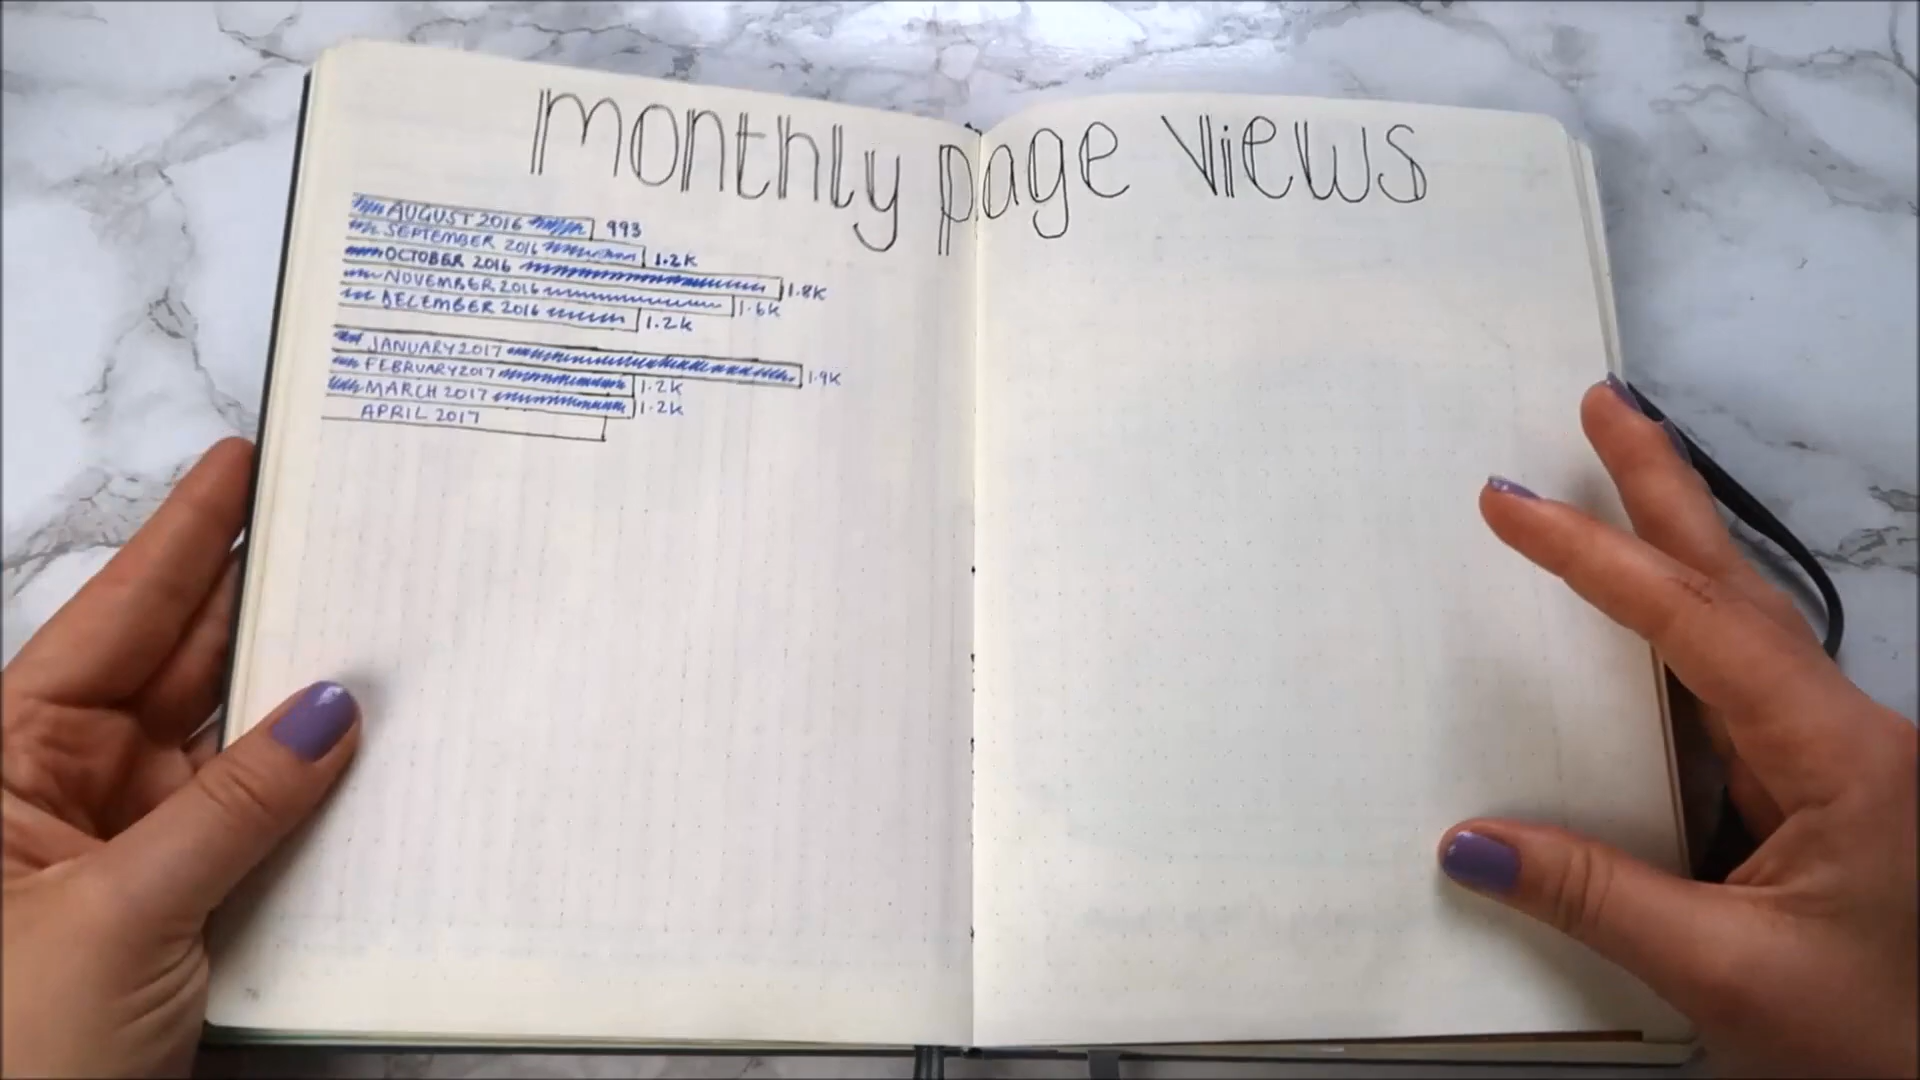 monthly page views
AUGUST 2016 993
SEPTEMBER 2016 1.2K
OCTOBER 2016 1.8K
NOVEMBER 2016 1.6K
DECEMBER 2016 1.2K
JANUARY 2017 1.9K
FEBRUARY 2017 1.2K
MARCH 2017 1.2K
APRIL 2017